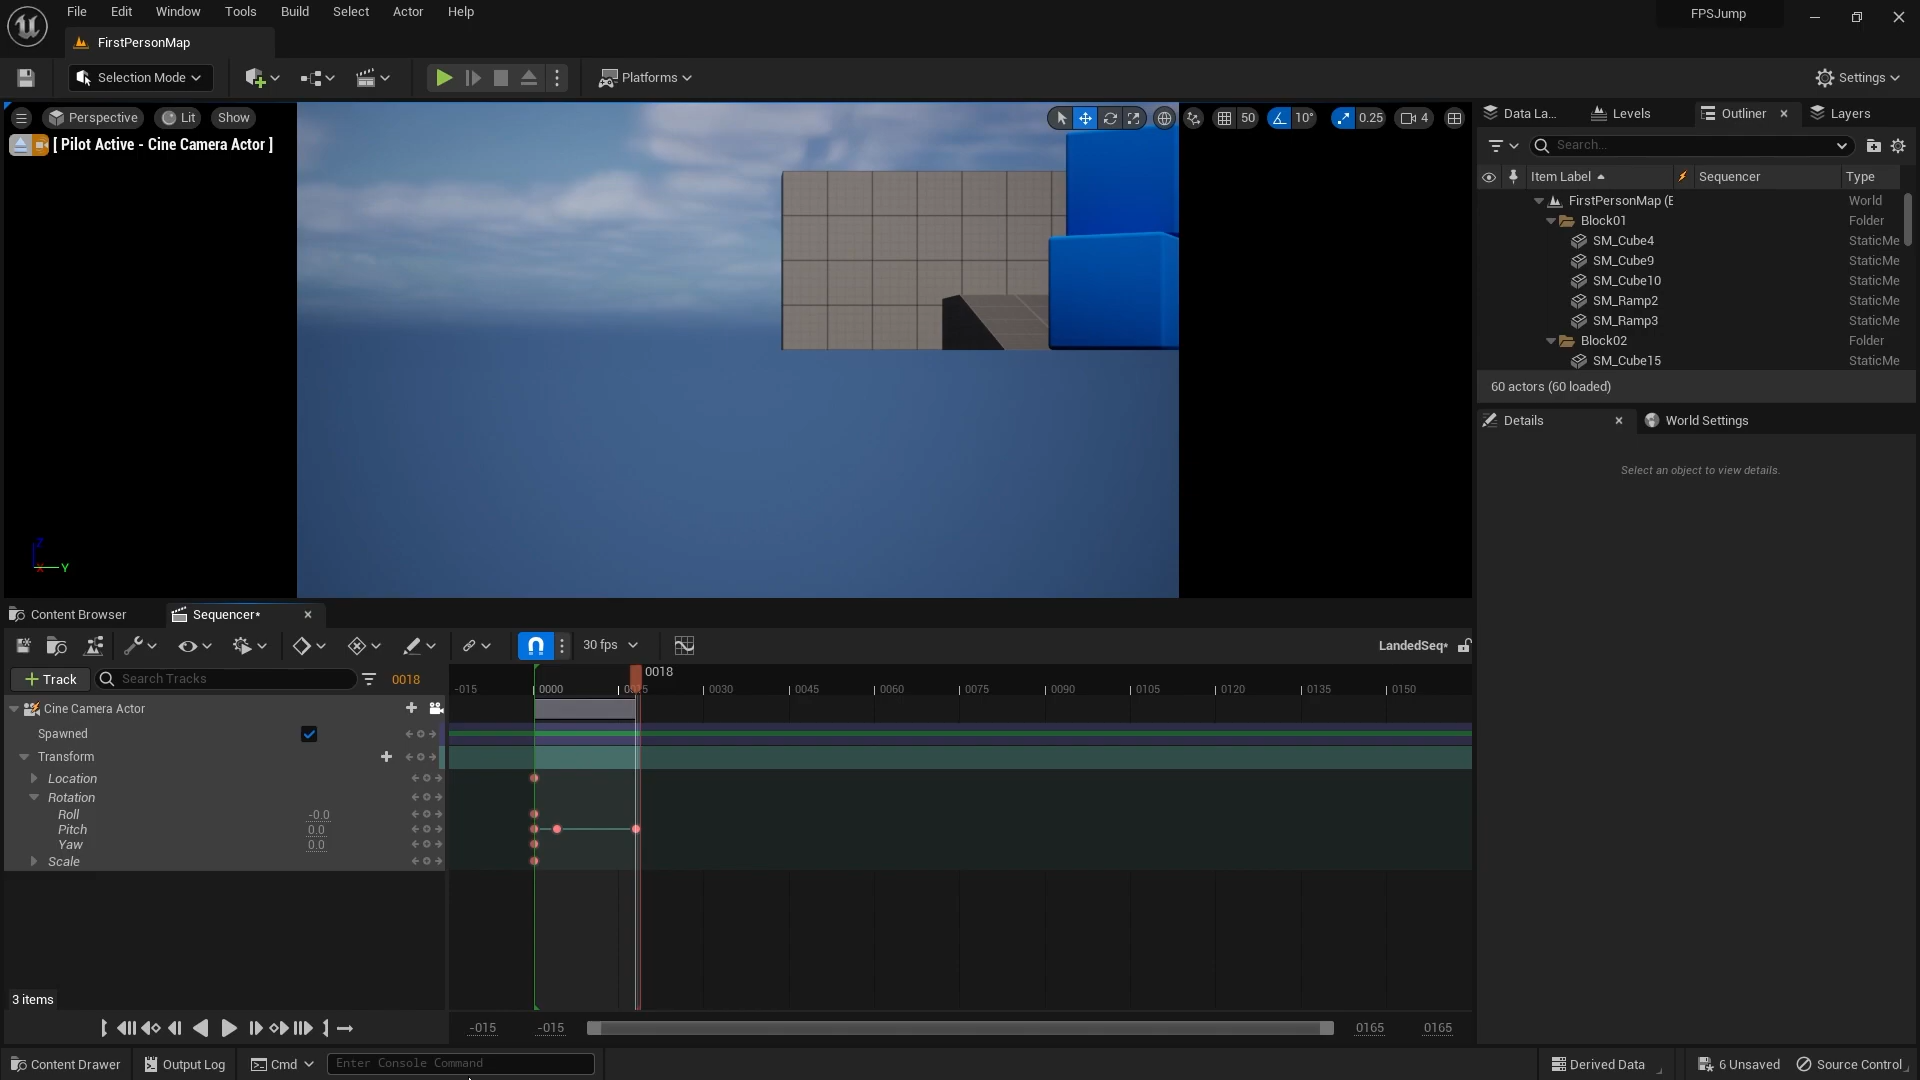 File Edit Window Tools Build Select Actor Help
FPSJump
FirstPersonMap
Selection Mode
Platforms
Settings
Perspective
Lit
Show
50
10°
0.25
4
[ Pilot Active - Cine Camera Actor ]
Z
X
Y
Data La...
Levels
Outliner
Layers
Search...
Item Label
Sequencer
Type
FirstPersonMap (E
World
Block01
Folder
SM_Cube4
StaticMe
SM_Cube9
StaticMe
SM_Cube10
StaticMe
SM_Ramp2
StaticMe
SM_Ramp3
StaticMe
Block02
Folder
SM_Cube15
StaticMe
60 actors (60 loaded)
Details
World Settings
Select an object to view details.
Content Browser
Sequencer*
30 fps
LandedSeq*
Track
Search Tracks
0018
0018
-015
0000
0030
0045
0060
0075
0090
0105
0120
0135
0150
Cine Camera Actor
Spawned
Transform
Location
Rotation
Roll
-0.0
Pitch
0.0
Yaw
0.0
Scale
3 items
-015
-015
0165
0165
Content Drawer
Output Log
Cmd
Enter Console Command
Derived Data
6 Unsaved
Source Control